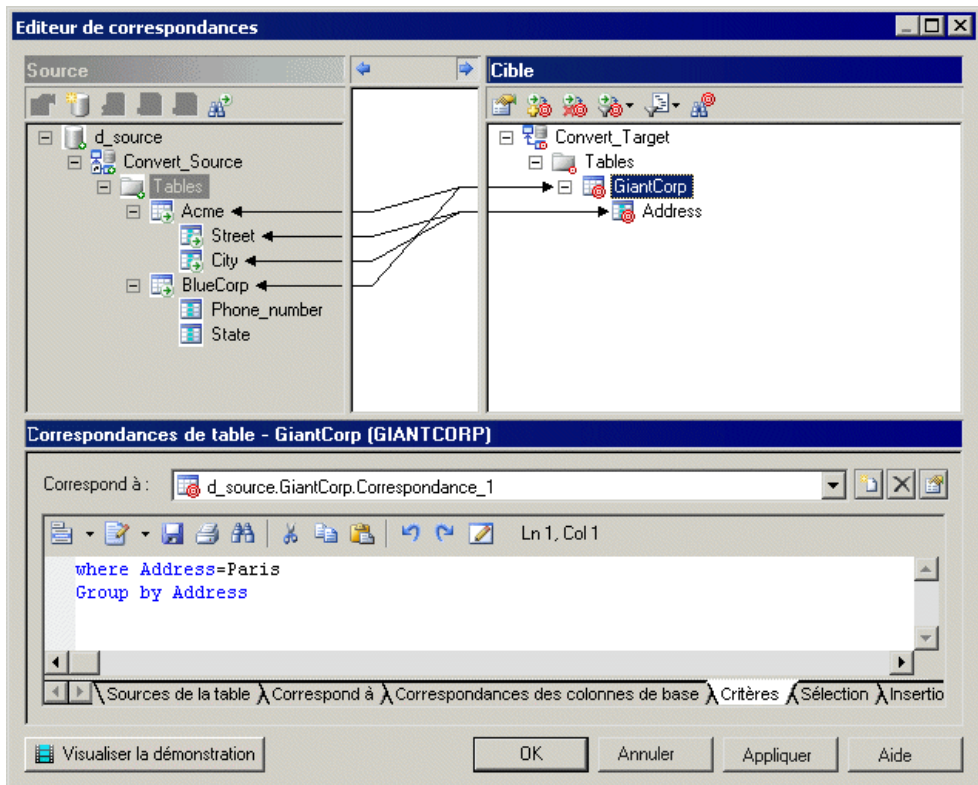 Editeur de correspondances
Source
Cible
d_source
Convert_Source
Tables
Acme
Street
City
BlueCorp
Phone_number
State
Convert_Target
Tables
GiantCorp
Address
Correspondances de table - GiantCorp (GIANTCORP)
Correspond à :
d_source.GiantCorp.Correspondance_1
Ln 1, Col 1
where Address=Paris
Group by Address
Sources de la table Correspond à Correspondances des colonnes de base Critères Sélection Insertio
Visualiser la démonstration
OK
Annuler
Appliquer
Aide